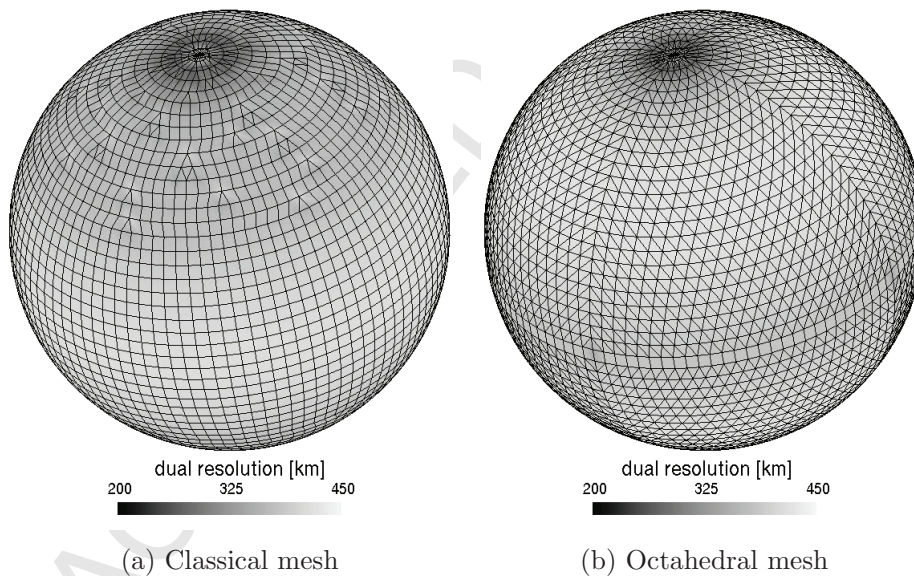 dual resolution [km]
200 325 450
(a) Classical mesh
dual resolution [km]
200 325 450
(b) Octahedral mesh